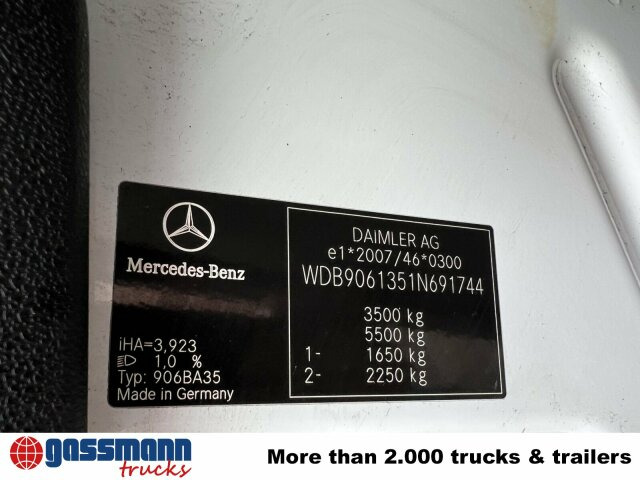 Mercedes-Benz
iHA=3,923
1,0 %
Typ: 906BA35
Made in Germany
DAIMLER AG
e1*2007/46*0300
WDB9061351N691744
3500 kg
5500 kg
1- 1650 kg
2- 2250 kg
gassmann
trucks
More than 2.000 trucks & trailers